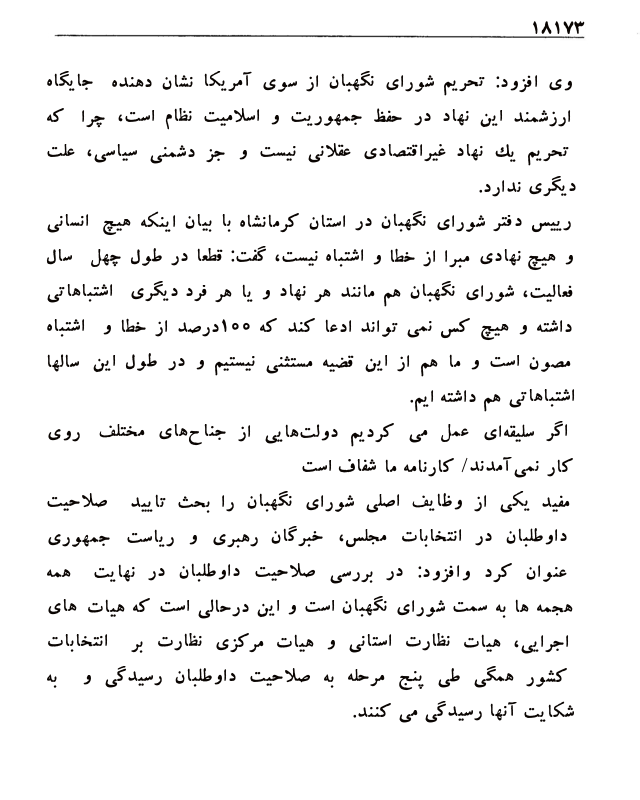 ۱۸۱۷۳
وی افزود: تحریم شورای نگهبان از سوی آمریکا نشان دهنده جایگاه
ارزشمند این نهاد در حفظ جمهوریت و اسلامیت نظام است، چرا که
تحریم یك نهاد غیراقتصادی عقلانی نیست و جز دشمنی سیاسی، علت
دیگری ندارد.
رییس دفتر شورای نگهبان در استان کرمانشاه با بیان اینکه هیچ انسانی
و هیچ نهادی مبرا از خطا و اشتباه نیست، گفت: قطعا در طول چهل سال
فعالیت، شورای نگهبان هم مانند هر نهاد و یا هر فرد دیگری اشتباهاتی
داشته و هیچ کس نمی تواند ادعا کند که ۱۰۰درصد از خطا و اشتباه
مصون است و ما هم از این قضیه مستثنی نیستیم و در طول این سالها
اشتباهاتی هم داشته ایم.
اگر سلیقه‌ای عمل می کردیم دولت‌هایی از جناح‌های مختلف روی
کار نمی‌آمدند/ کارنامه ما شفاف است
مفید یکی از وظایف اصلی شورای نگهبان را بحث تایید صلاحیت
داوطلبان در انتخابات مجلس، خبرگان رهبری و ریاست جمهوری
عنوان کرد وافزود: در بررسی صلاحیت داوطلبان در نهایت همه
هجمه ها به سمت شورای نگهبان است و این درحالی است که هیات های
اجرایی، هیات نظارت استانی و هیات مرکزی نظارت بر انتخابات
کشور همگی طی پنج مرحله به صلاحیت داوطلبان رسیدگی و به
شکایت آنها رسیدگی می کنند.